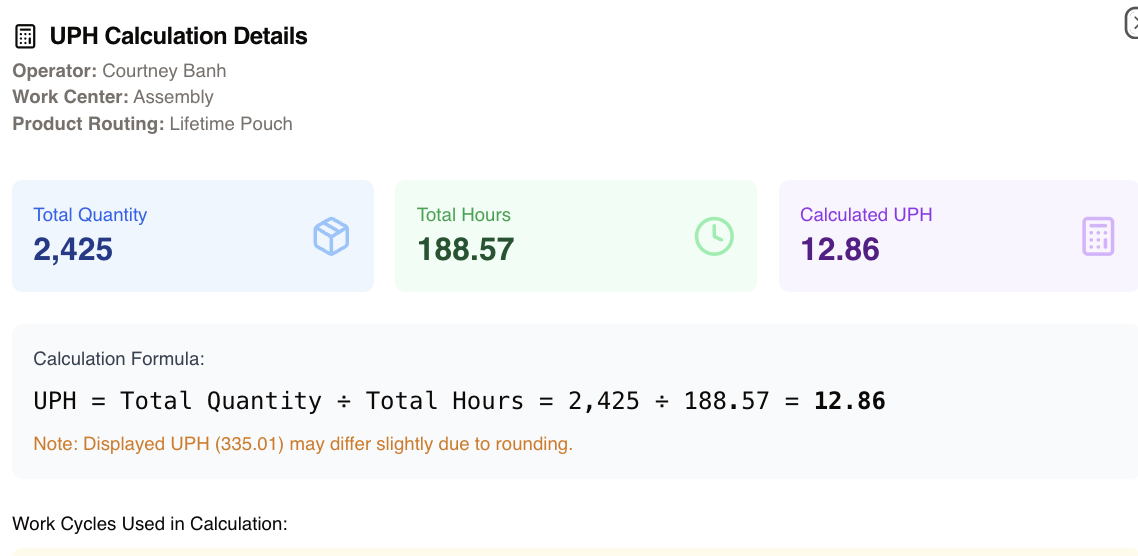 UPH Calculation Details
Operator: Courtney Banh
Work Center: Assembly
Product Routing: Lifetime Pouch
Total Quantity
2,425
Total Hours
188.57
Calculated UPH
12.86
Calculation Formula:
UPH = Total Quantity ÷ Total Hours = 2,425 ÷ 188.57 = 12.86
Note: Displayed UPH (335.01) may differ slightly due to rounding.
Work Cycles Used in Calculation: